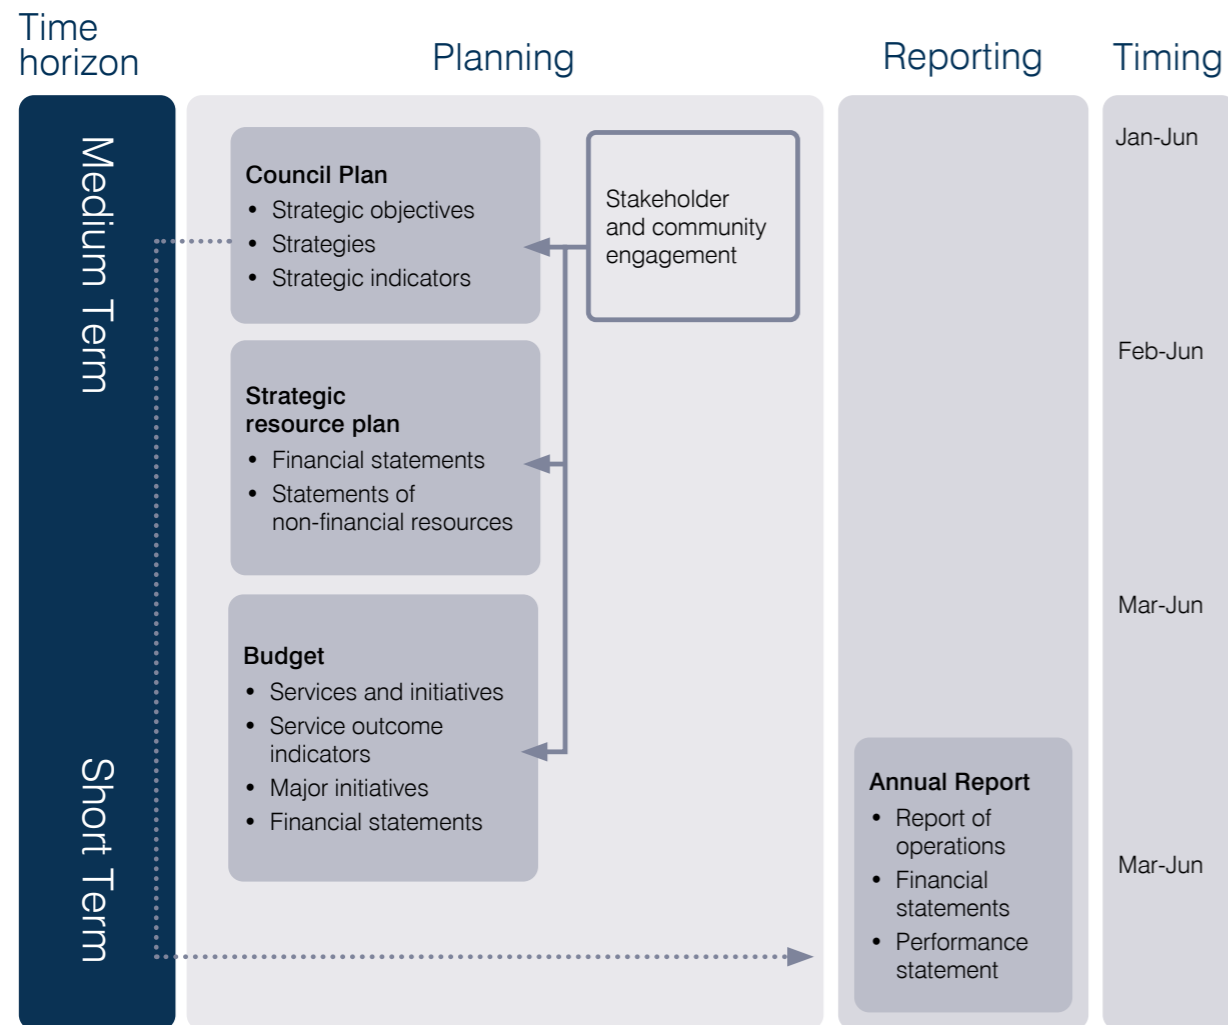 Time
horizon
Planning
Reporting
Timing
Medium Term
Short Term
Council Plan
• Strategic objectives
• Strategies
• Strategic indicators
Stakeholder
and community
engagement
Strategic
resource plan
• Financial statements
• Statements of
non-financial resources
Budget
• Services and initiatives
• Service outcome
indicators
• Major initiatives
• Financial statements
Annual Report
• Report of
operations
• Financial
statements
• Performance
statement
Jan-Jun
Feb-Jun
Mar-Jun
Mar-Jun